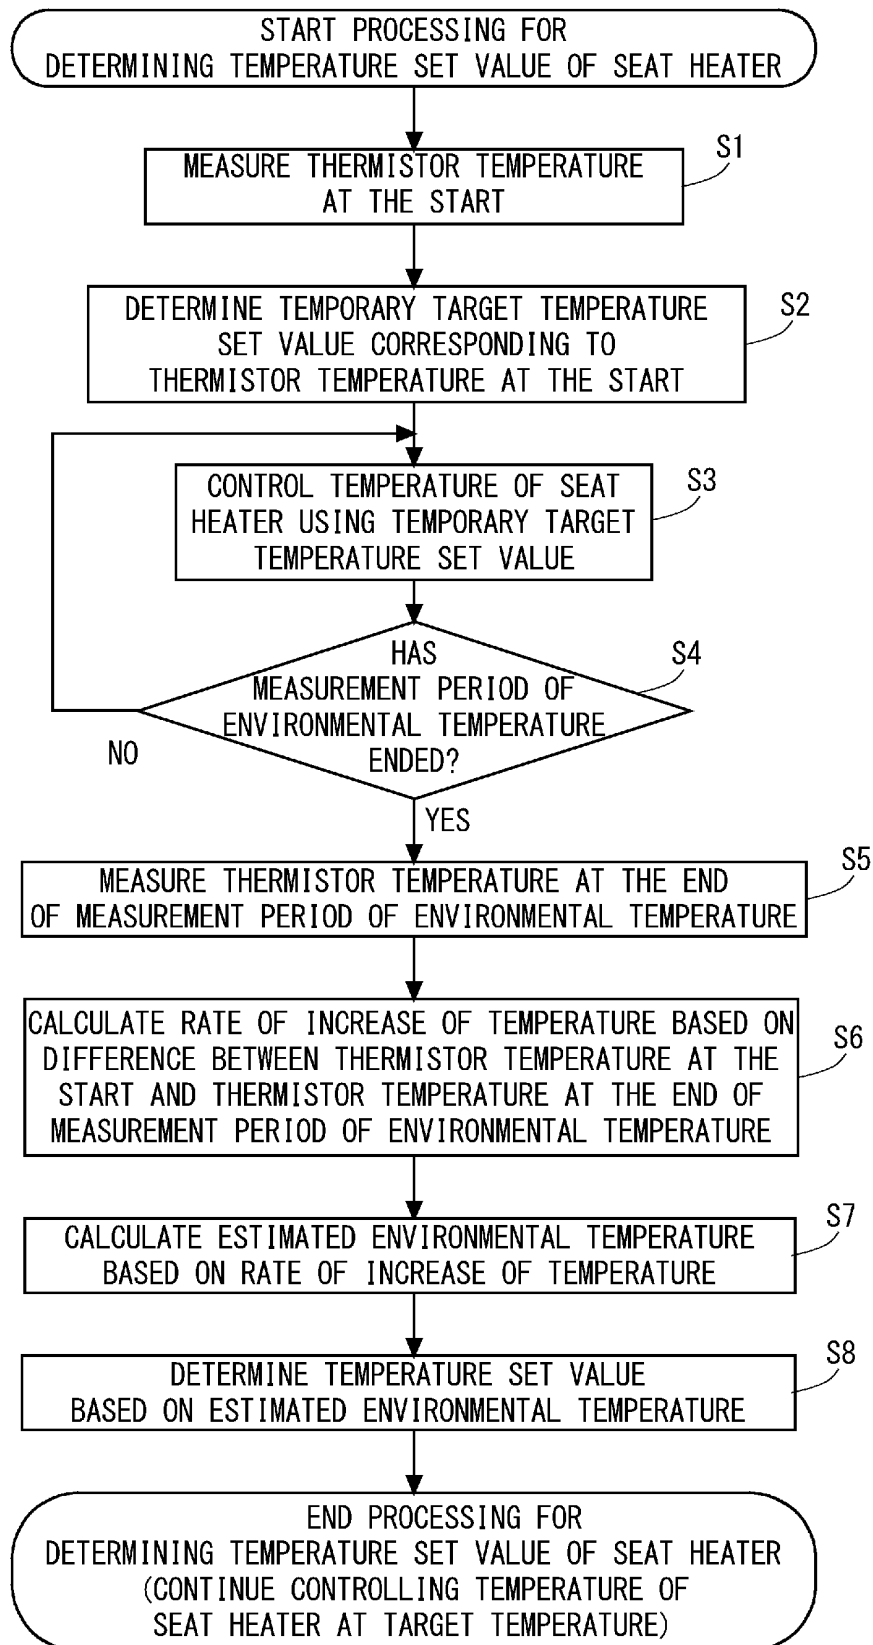 START PROCESSING FOR
DETERMINING TEMPERATURE SET VALUE OF SEAT HEATER
S1
MEASURE THERMISTOR TEMPERATURE
AT THE START
S2
DETERMINE TEMPORARY TARGET TEMPERATURE
SET VALUE CORRESPONDING TO
THERMISTOR TEMPERATURE AT THE START
S3
CONTROL TEMPERATURE OF SEAT
HEATER USING TEMPORARY TARGET
TEMPERATURE SET VALUE
S4
HAS
MEASUREMENT PERIOD OF
ENVIRONMENTAL TEMPERATURE
ENDED?
NO
YES
S5
MEASURE THERMISTOR TEMPERATURE AT THE END
OF MEASUREMENT PERIOD OF ENVIRONMENTAL TEMPERATURE
S6
CALCULATE RATE OF INCREASE OF TEMPERATURE BASED ON
DIFFERENCE BETWEEN THERMISTOR TEMPERATURE AT THE
START AND THERMISTOR TEMPERATURE AT THE END OF
MEASUREMENT PERIOD OF ENVIRONMENTAL TEMPERATURE
S7
CALCULATE ESTIMATED ENVIRONMENTAL TEMPERATURE
BASED ON RATE OF INCREASE OF TEMPERATURE
S8
DETERMINE TEMPERATURE SET VALUE
BASED ON ESTIMATED ENVIRONMENTAL TEMPERATURE
END PROCESSING FOR
DETERMINING TEMPERATURE SET VALUE OF SEAT HEATER
(CONTINUE CONTROLLING TEMPERATURE OF
SEAT HEATER AT TARGET TEMPERATURE)